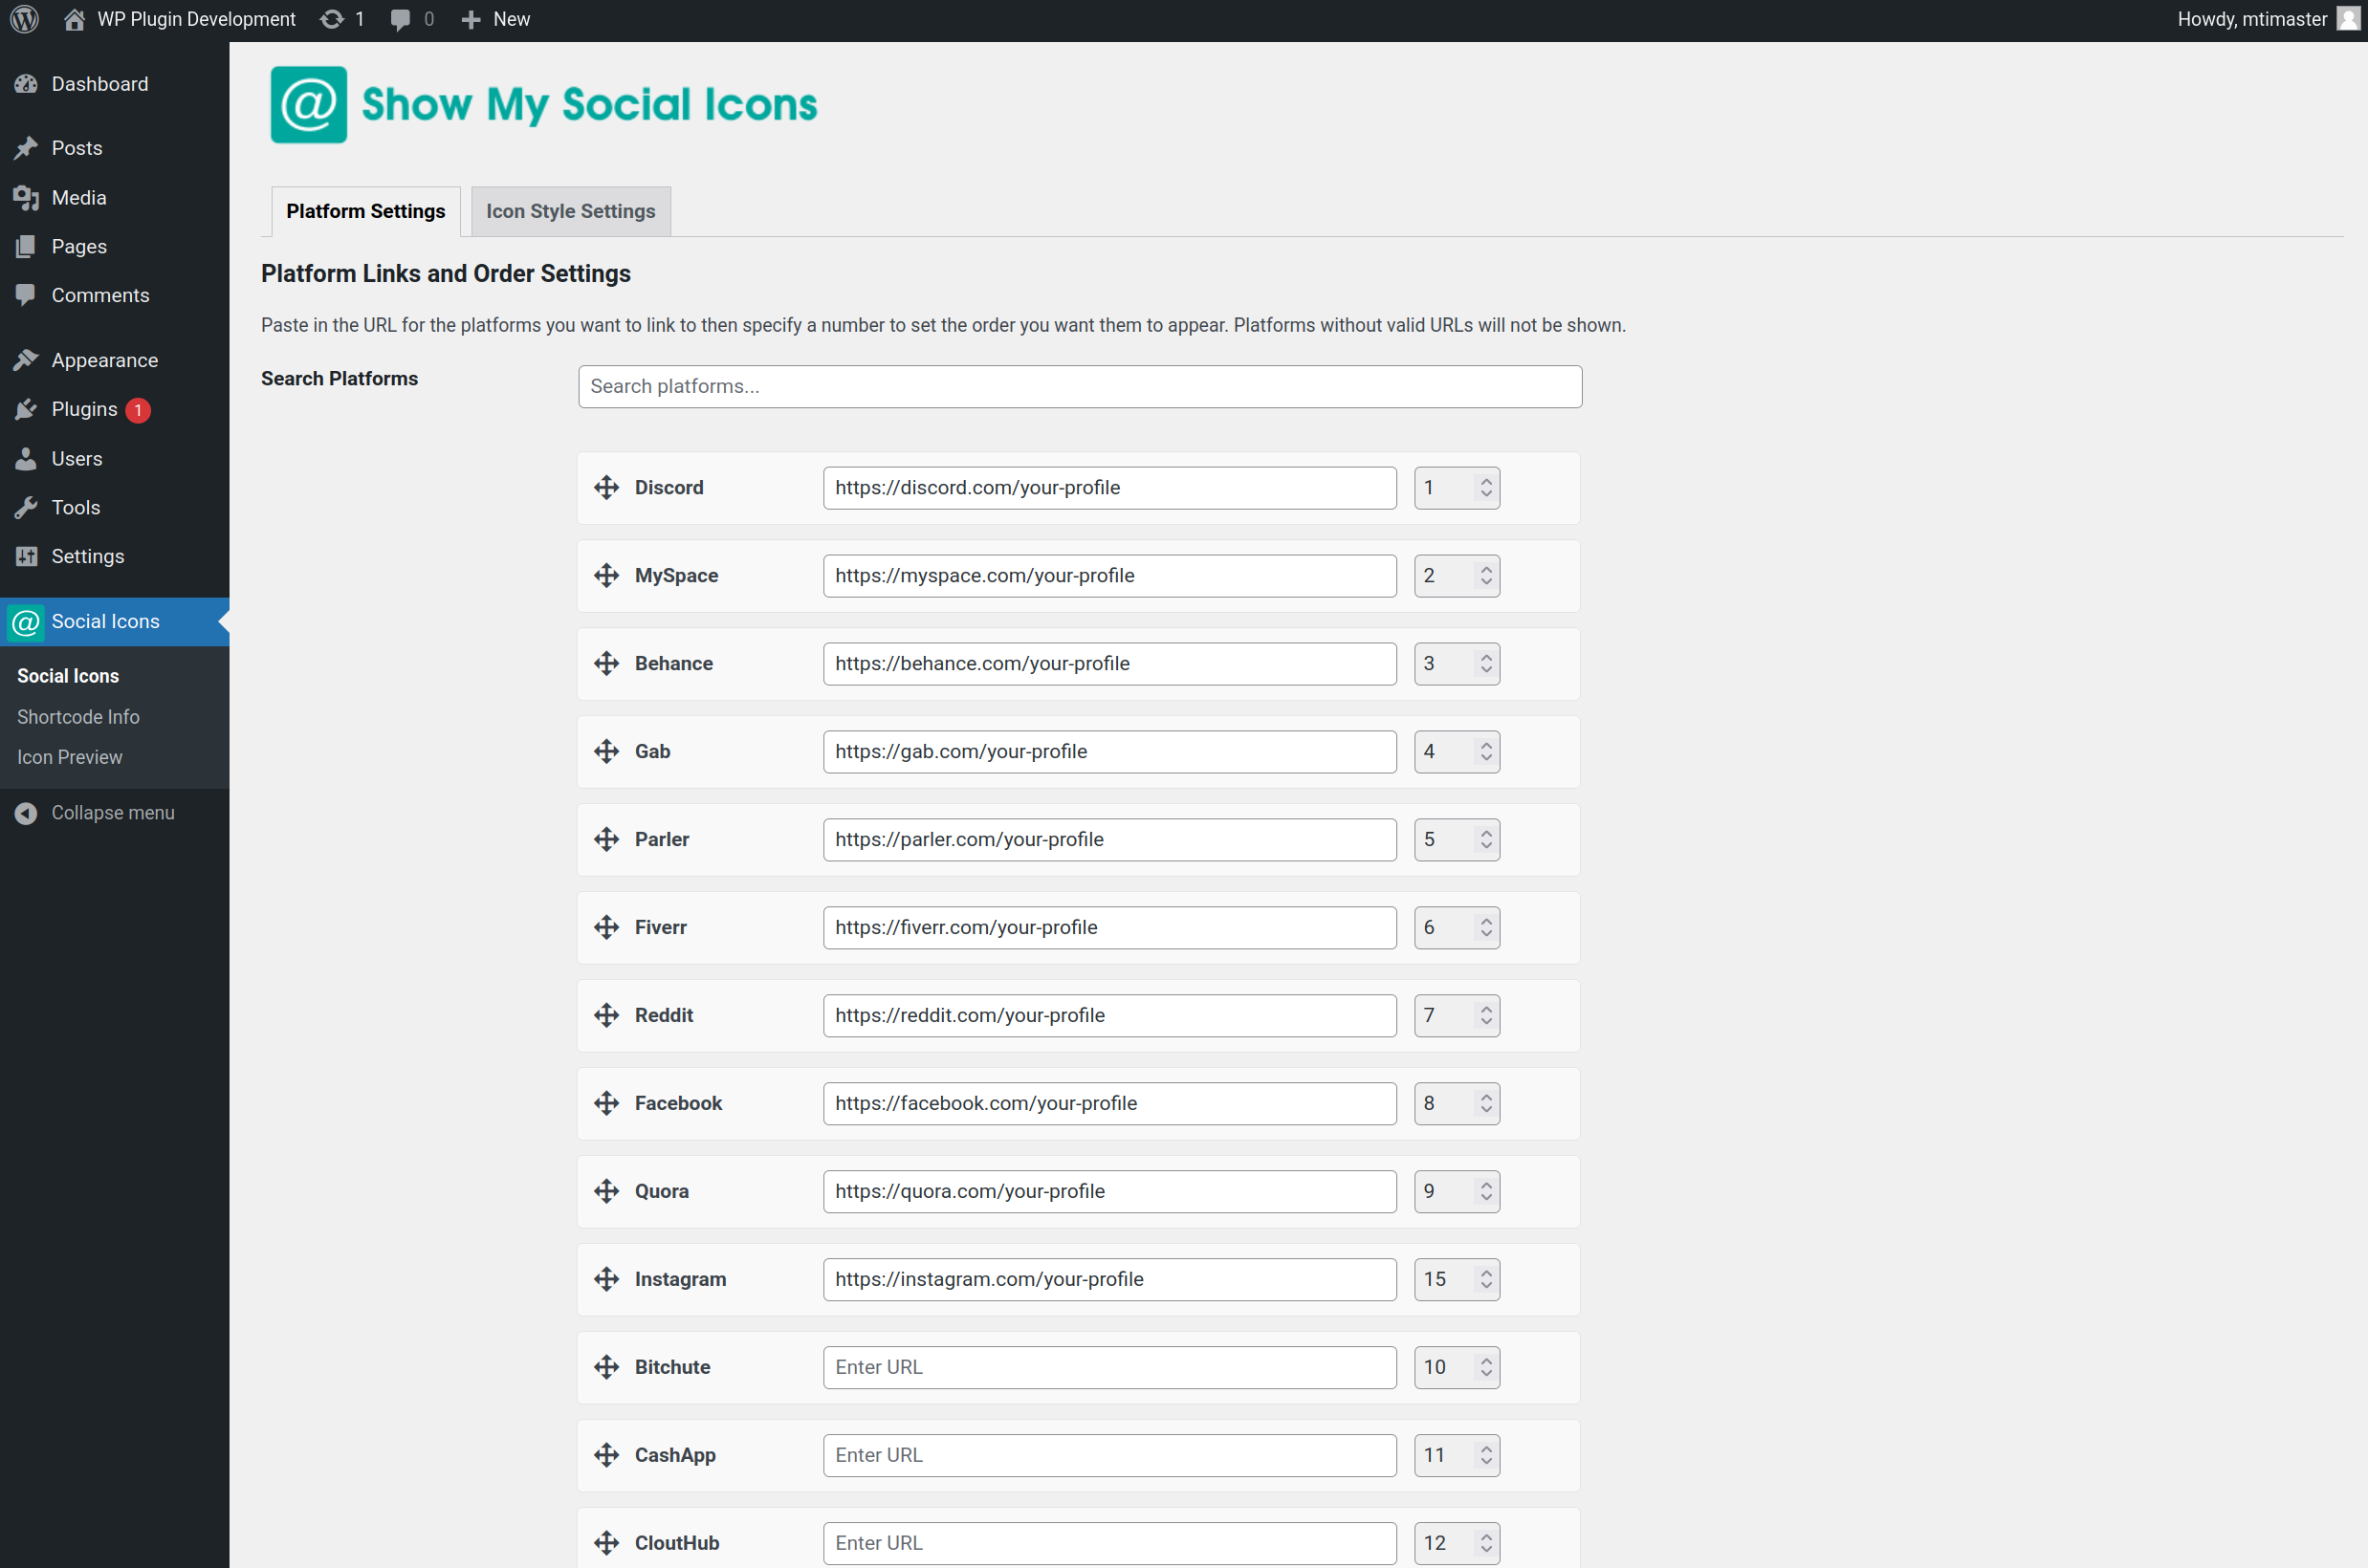 WP Plugin Development 1 0 New Howdy, mtimaster
Dashboard
Posts
Media
Pages
Comments
Appearance
Plugins 1
Users
Tools
Settings
@ Social Icons
Social Icons
Shortcode Info
Icon Preview
Collapse menu
@ Show My Social Icons
Platform Settings Icon Style Settings
Platform Links and Order Settings
Paste in the URL for the platforms you want to link to then specify a number to set the order you want them to appear. Platforms without valid URLs will not be shown.
Search Platforms Search platforms...
Discord https://discord.com/your-profile 1
MySpace https://myspace.com/your-profile 2
Behance https://behance.com/your-profile 3
Gab https://gab.com/your-profile 4
Parler https://parler.com/your-profile 5
Fiverr https://fiverr.com/your-profile 6
Reddit https://reddit.com/your-profile 7
Facebook https://facebook.com/your-profile 8
Quora https://quora.com/your-profile 9
Instagram https://instagram.com/your-profile 15
Bitchute Enter URL 10
CashApp Enter URL 11
CloutHub Enter URL 12